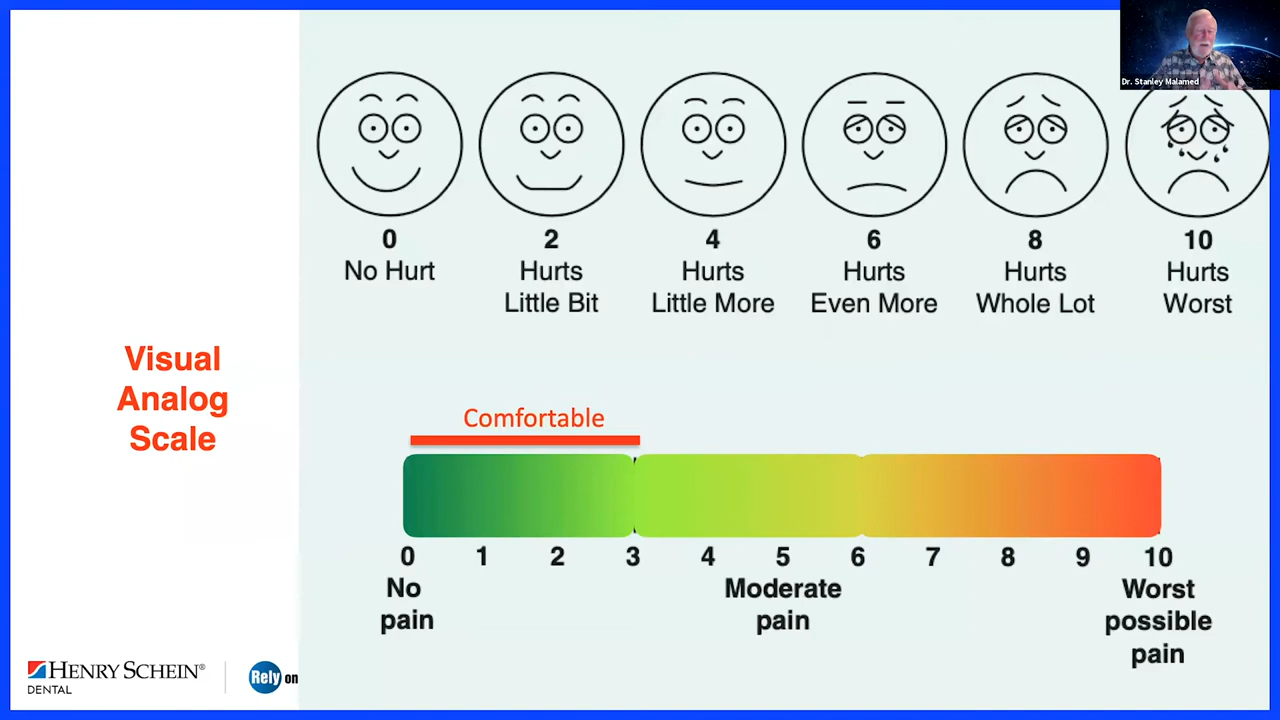 Dr. Stanley Malamed
0 2 4 6 8 10
No Hurt Hurts Hurts Hurts Hurts Hurts
Little Bit Little More Even More Whole Lot Worst
Visual
Analog
Scale
Comfortable
0 1 2 3 4 5 6 7 8 9 10
No Moderate Worst
pain pain possible
pain
HENRY SCHEIN®
DENTAL
Rely on